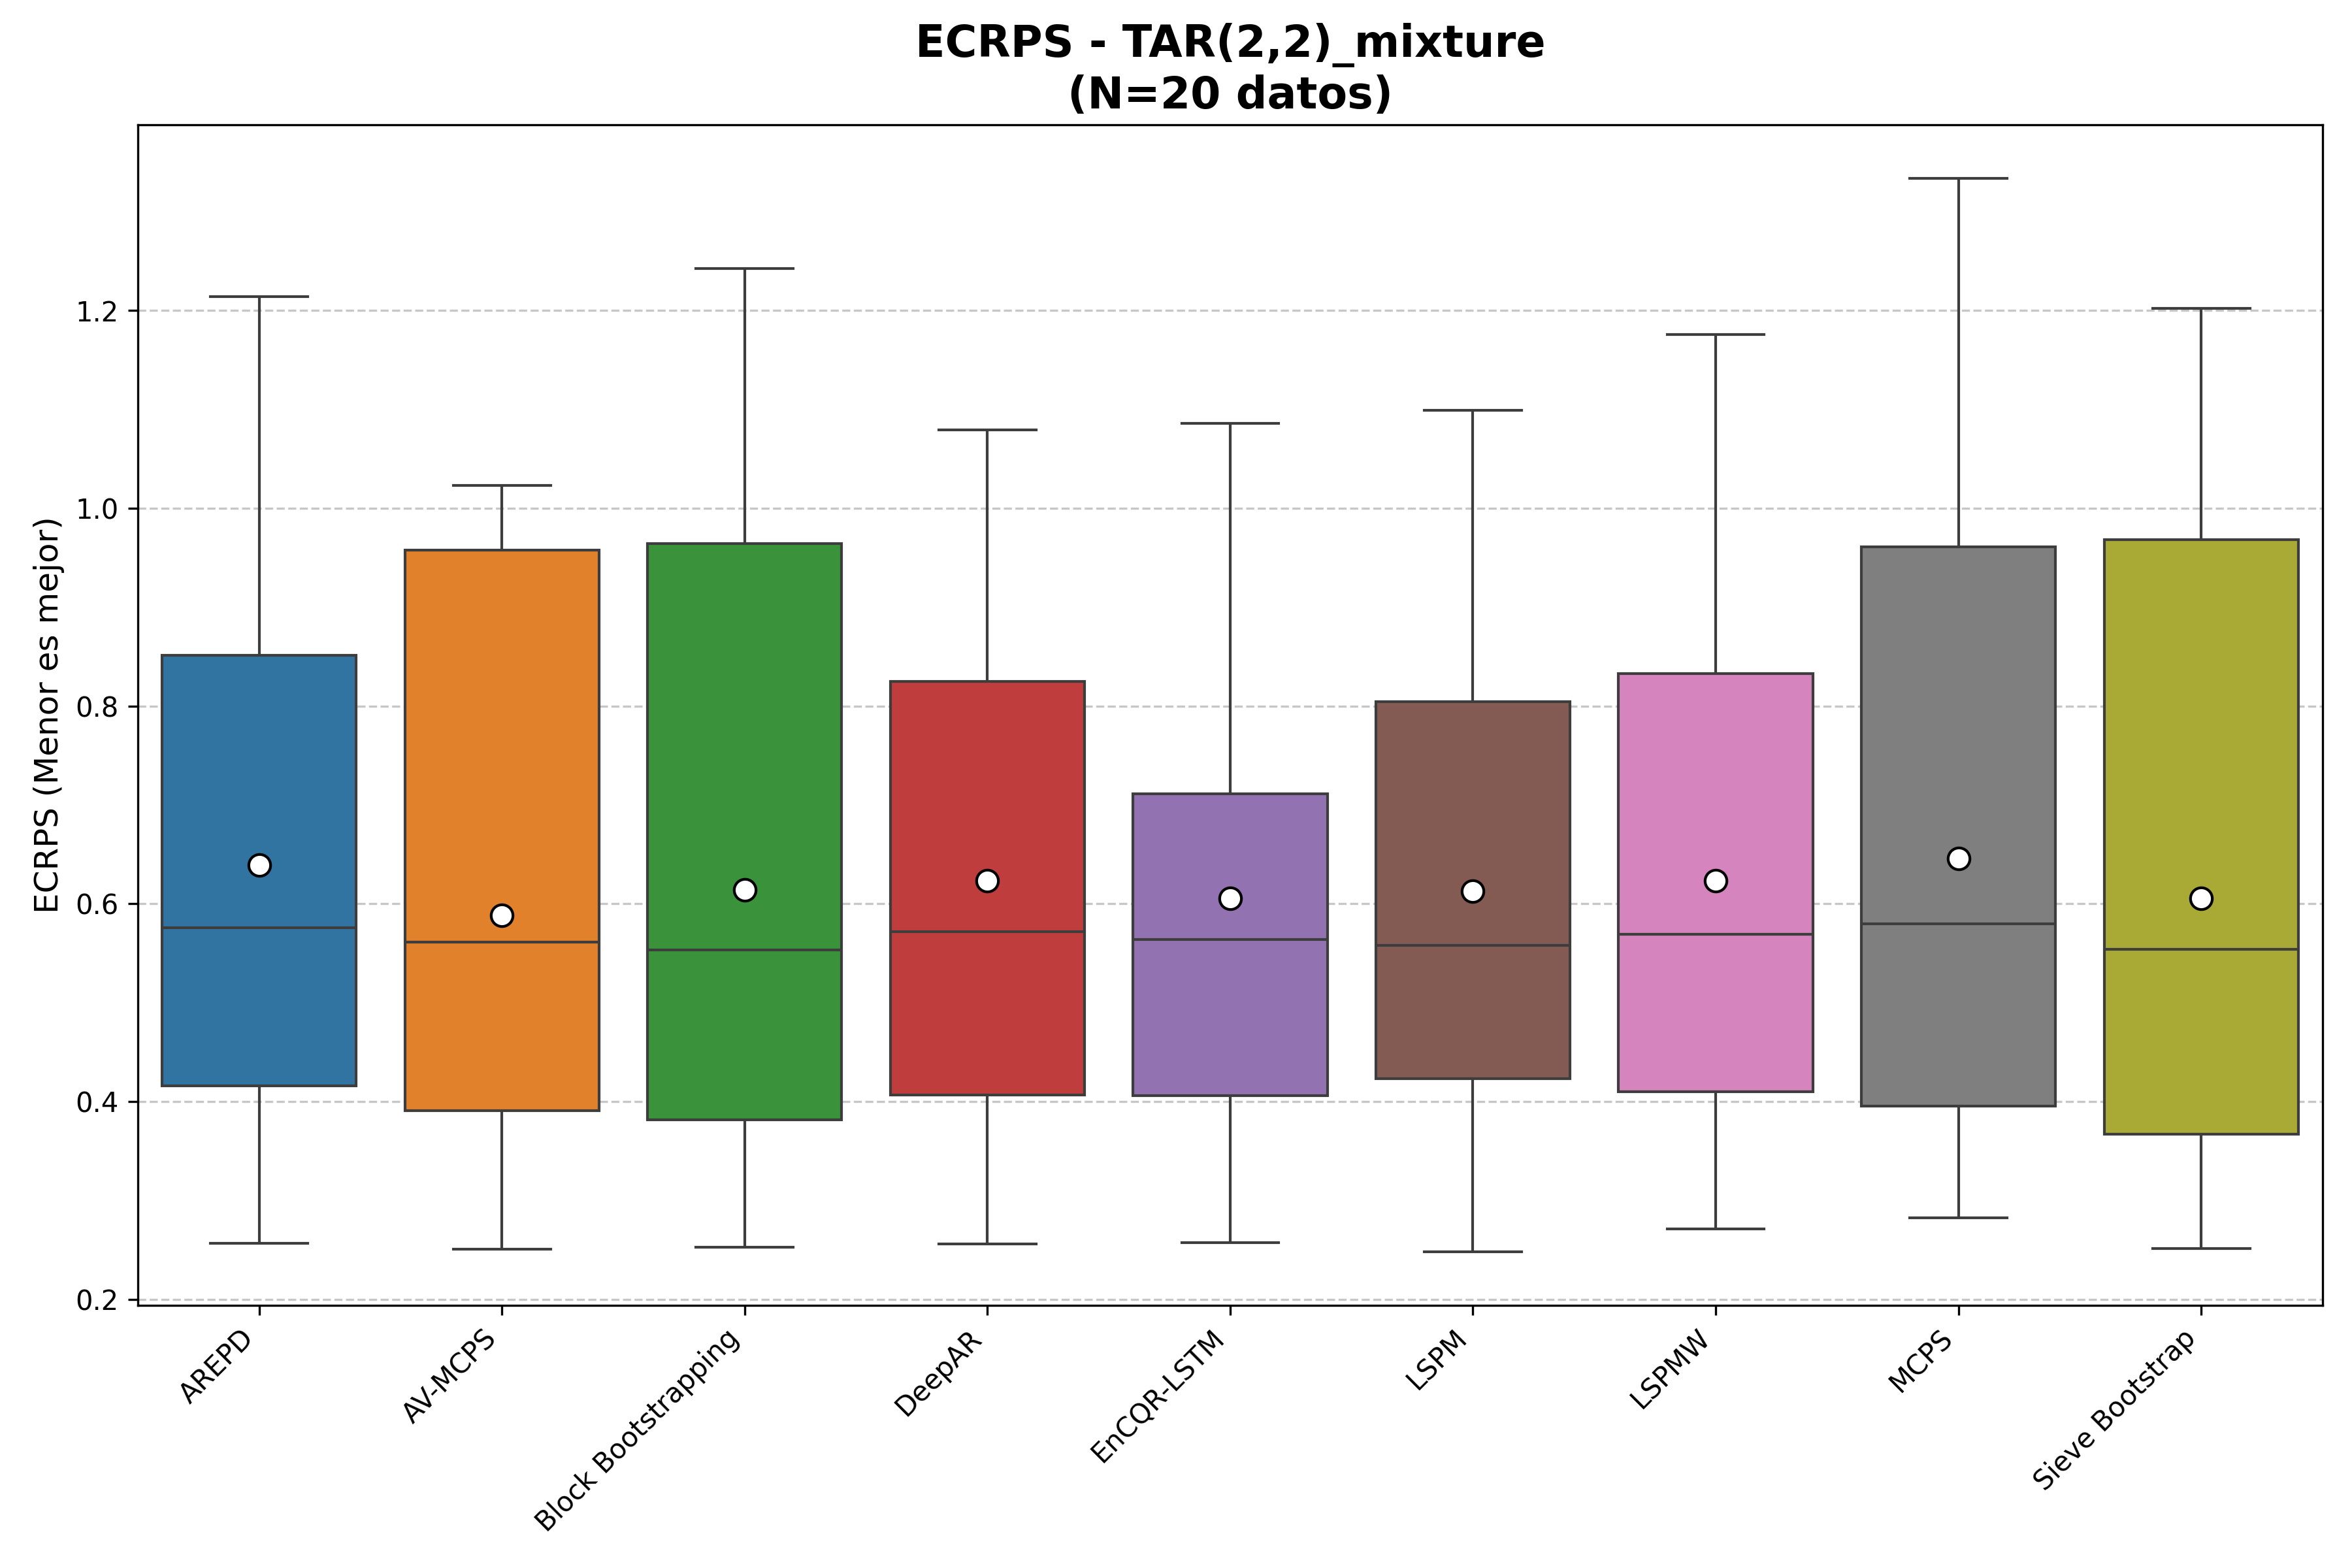 ECRPS - TAR(2,2)_mixture
(N=20 datos)
ECRPS (Menor es mejor)
1.2
1.0
0.8
0.6
0.4
0.2
AREPD
AV-MCPS
Block Bootstrapping
DeepAR
EnCQR-LSTM
LSPM
LSPMW
MCPS
Sieve Bootstrap